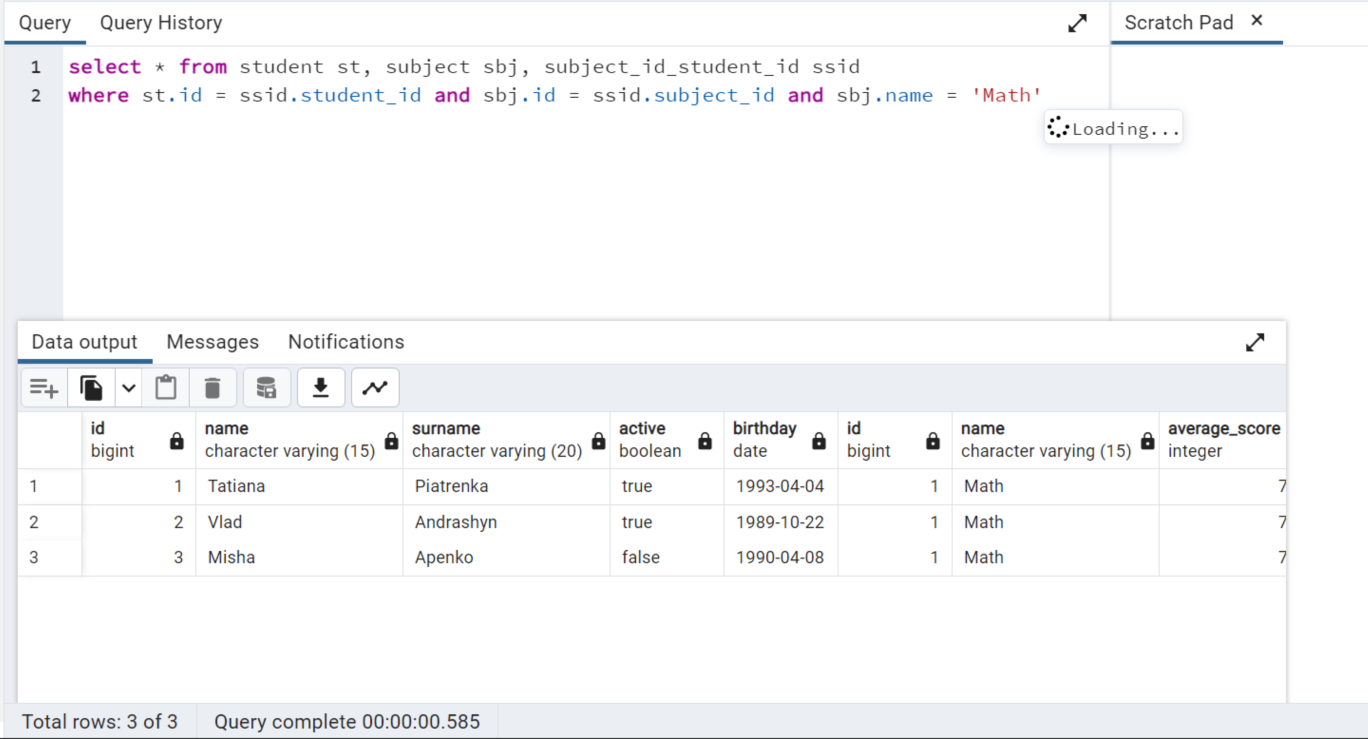 Query Query History Scratch Pad ×
1 select * from student st, subject sbj, subject_id_student_id ssid
2 where st.id = ssid.student_id and sbj.id = ssid.subject_id and sbj.name = 'Math'
Loading...
Data output Messages Notifications
id name surname active birthday id name average_score
bigint character varying (15) character varying (20) boolean date bigint character varying (15) integer
1 1 Tatiana Piatrenka true 1993-04-04 1 Math 7
2 2 Vlad Andrashyn true 1989-10-22 1 Math 7
3 3 Misha Apenko false 1990-04-08 1 Math 7
Total rows: 3 of 3 Query complete 00:00:00.585